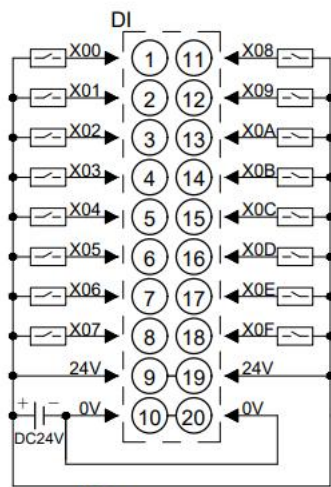 DI
X00 1 11 X08
X01 2 12 X09
X02 3 13 X0A
X03 4 14 X0B
X04 5 15 X0C
X05 6 16 X0D
X06 7 17 X0E
X07 8 18 X0F
24V 9 19 24V
+ − 0V 10 20 0V
DC24V